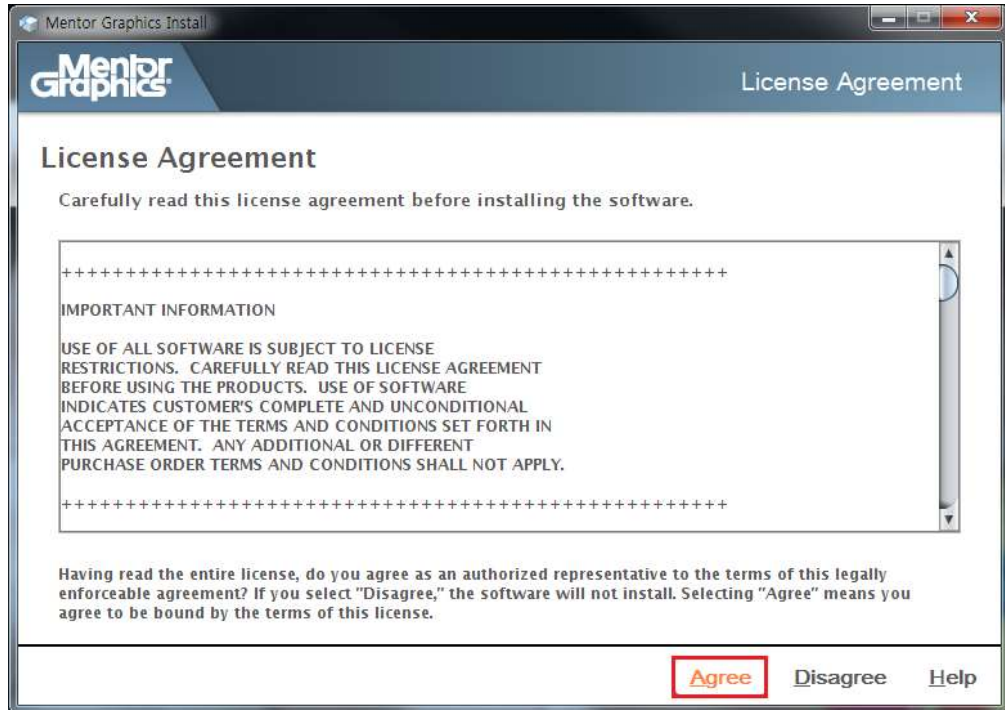 Mentor Graphics Install
Mentor
Graphics
License Agreement
License Agreement
Carefully read this license agreement before installing the software.
++++++++++++++++++++++++++++++++++++++++++++++++++++
IMPORTANT INFORMATION
USE OF ALL SOFTWARE IS SUBJECT TO LICENSE
RESTRICTIONS.  CAREFULLY READ THIS LICENSE AGREEMENT
BEFORE USING THE PRODUCTS.  USE OF SOFTWARE
INDICATES CUSTOMER'S COMPLETE AND UNCONDITIONAL
ACCEPTANCE OF THE TERMS AND CONDITIONS SET FORTH IN
THIS AGREEMENT.  ANY ADDITIONAL OR DIFFERENT
PURCHASE ORDER TERMS AND CONDITIONS SHALL NOT APPLY.
++++++++++++++++++++++++++++++++++++++++++++++++++++
Having read the entire license, do you agree as an authorized representative to the terms of this legally
enforceable agreement? If you select "Disagree," the software will not install. Selecting "Agree" means you
agree to be bound by the terms of this license.
Agree Disagree Help